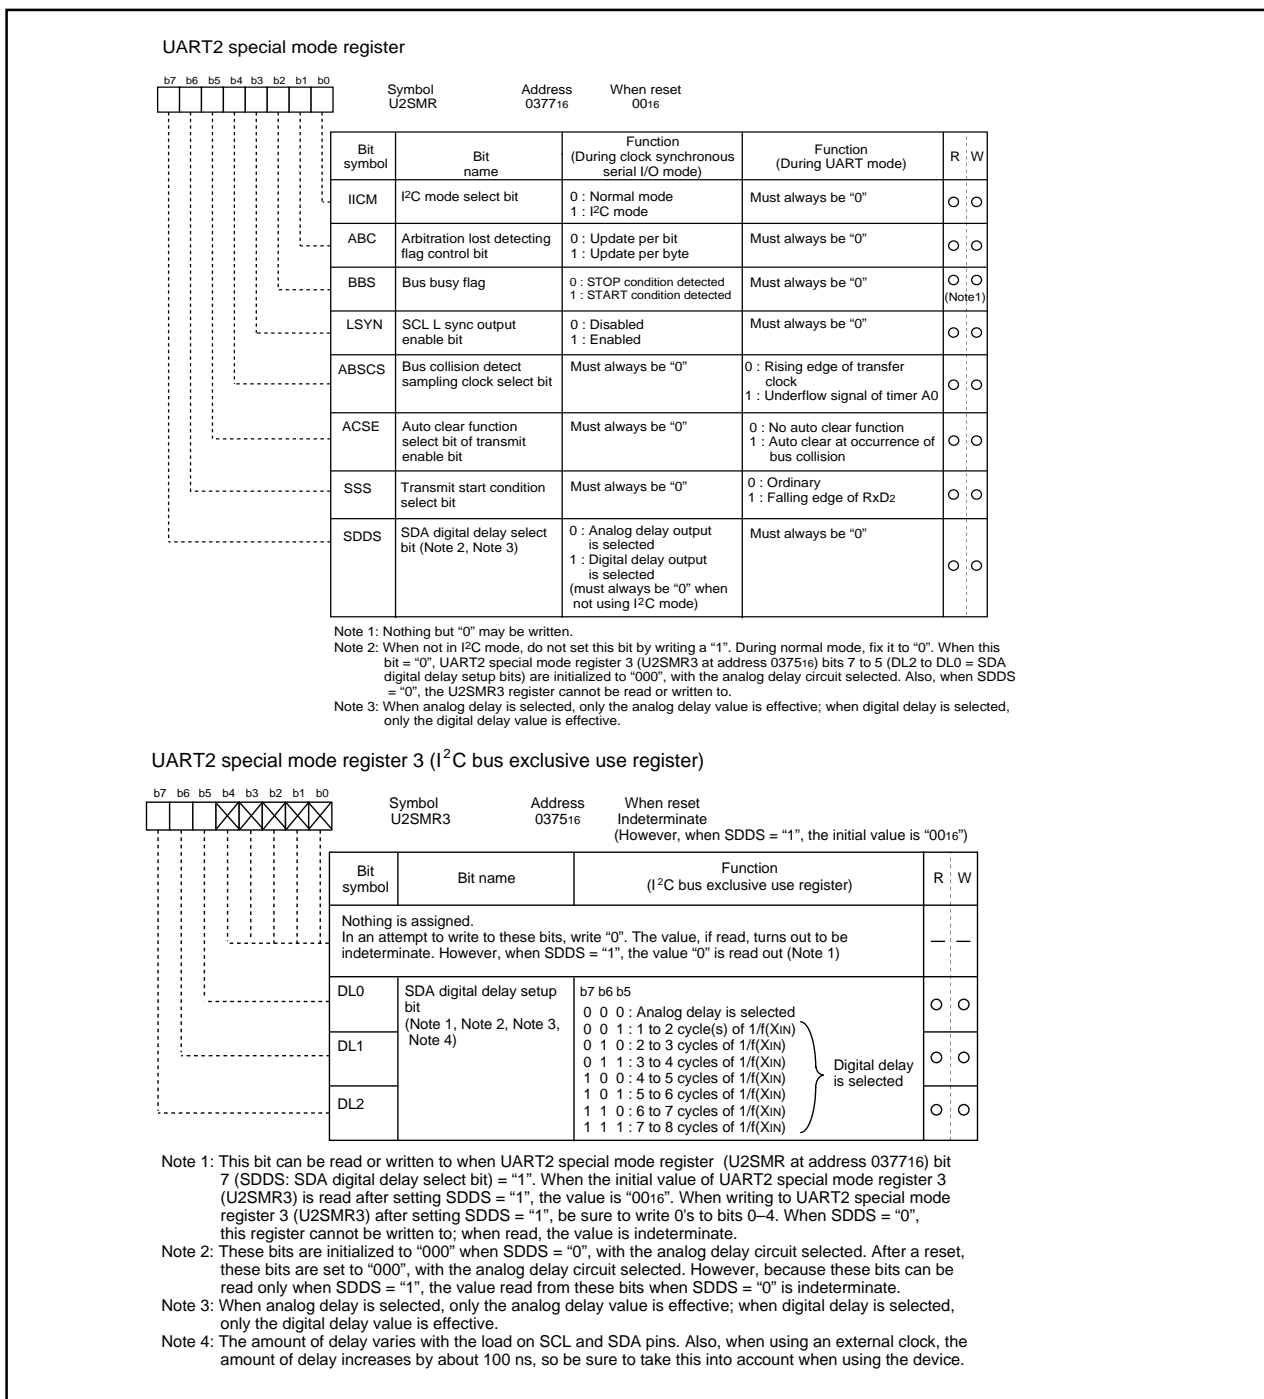 UART2 special mode register
b7 b6 b5 b4 b3 b2 b1 b0
Symbol Address When reset
U2SMR 037716 0016
Bit symbol
Bit name
Function (During clock synchronous serial I/O mode)
Function (During UART mode)
R W
IICM
I2C mode select bit
0 : Normal mode
1 : I2C mode
Must always be “0”
ABC
Arbitration lost detecting
flag control bit
0 : Update per bit
1 : Update per byte
Must always be “0”
BBS
Bus busy flag
0 : STOP condition detected
1 : START condition detected
Must always be “0”
(Note1)
LSYN
SCL L sync output
enable bit
0 : Disabled
1 : Enabled
Must always be “0”
ABSCS
Bus collision detect
sampling clock select bit
Must always be “0”
0 : Rising edge of transfer
clock
1 : Underflow signal of timer A0
ACSE
Auto clear function
select bit of transmit
enable bit
Must always be “0”
0 : No auto clear function
1 : Auto clear at occurrence of
bus collision
SSS
Transmit start condition
select bit
Must always be “0”
0 : Ordinary
1 : Falling edge of RxD2
SDDS
SDA digital delay select
bit (Note 2, Note 3)
0 : Analog delay output
is selected
1 : Digital delay output
is selected
(must always be “0” when
not using I2C mode)
Must always be “0”
Note 1: Nothing but “0” may be written.
Note 2: When not in I2C mode, do not set this bit by writing a “1”. During normal mode, fix it to “0”. When this
bit = “0”, UART2 special mode register 3 (U2SMR3 at address 037516) bits 7 to 5 (DL2 to DL0 = SDA
digital delay setup bits) are initialized to “000”, with the analog delay circuit selected. Also, when SDDS
= “0”, the U2SMR3 register cannot be read or written to.
Note 3: When analog delay is selected, only the analog delay value is effective; when digital delay is selected,
only the digital delay value is effective.
UART2 special mode register 3 (I2C bus exclusive use register)
b7 b6 b5 b4 b3 b2 b1 b0
Symbol Address When reset
U2SMR3 037516 Indeterminate
(However, when SDDS = “1”, the initial value is “0016”)
Bit symbol
Bit name
Function
(I2C bus exclusive use register)
R W
Nothing is assigned.
In an attempt to write to these bits, write “0”. The value, if read, turns out to be
indeterminate. However, when SDDS = “1”, the value “0” is read out (Note 1)
— —
DL0
DL1
DL2
SDA digital delay setup
bit
(Note 1, Note 2, Note 3,
Note 4)
b7 b6 b5
0 0 0 : Analog delay is selected
0 0 1 : 1 to 2 cycle(s) of 1/f(XIN)
0 1 0 : 2 to 3 cycles of 1/f(XIN)
0 1 1 : 3 to 4 cycles of 1/f(XIN)
1 0 0 : 4 to 5 cycles of 1/f(XIN)
1 0 1 : 5 to 6 cycles of 1/f(XIN)
1 1 0 : 6 to 7 cycles of 1/f(XIN)
1 1 1 : 7 to 8 cycles of 1/f(XIN)
Digital delay
is selected
Note 1: This bit can be read or written to when UART2 special mode register (U2SMR at address 037716) bit
7 (SDDS: SDA digital delay select bit) = “1”. When the initial value of UART2 special mode register 3
(U2SMR3) is read after setting SDDS = “1”, the value is “0016”. When writing to UART2 special mode
register 3 (U2SMR3) after setting SDDS = “1”, be sure to write 0's to bits 0–4. When SDDS = “0”,
this register cannot be written to; when read, the value is indeterminate.
Note 2: These bits are initialized to “000” when SDDS = “0”, with the analog delay circuit selected. After a reset,
these bits are set to “000”, with the analog delay circuit selected. However, because these bits can be
read only when SDDS = “1”, the value read from these bits when SDDS = “0” is indeterminate.
Note 3: When analog delay is selected, only the analog delay value is effective; when digital delay is selected,
only the digital delay value is effective.
Note 4: The amount of delay varies with the load on SCL and SDA pins. Also, when using an external clock, the
amount of delay increases by about 100 ns, so be sure to take this into account when using the device.